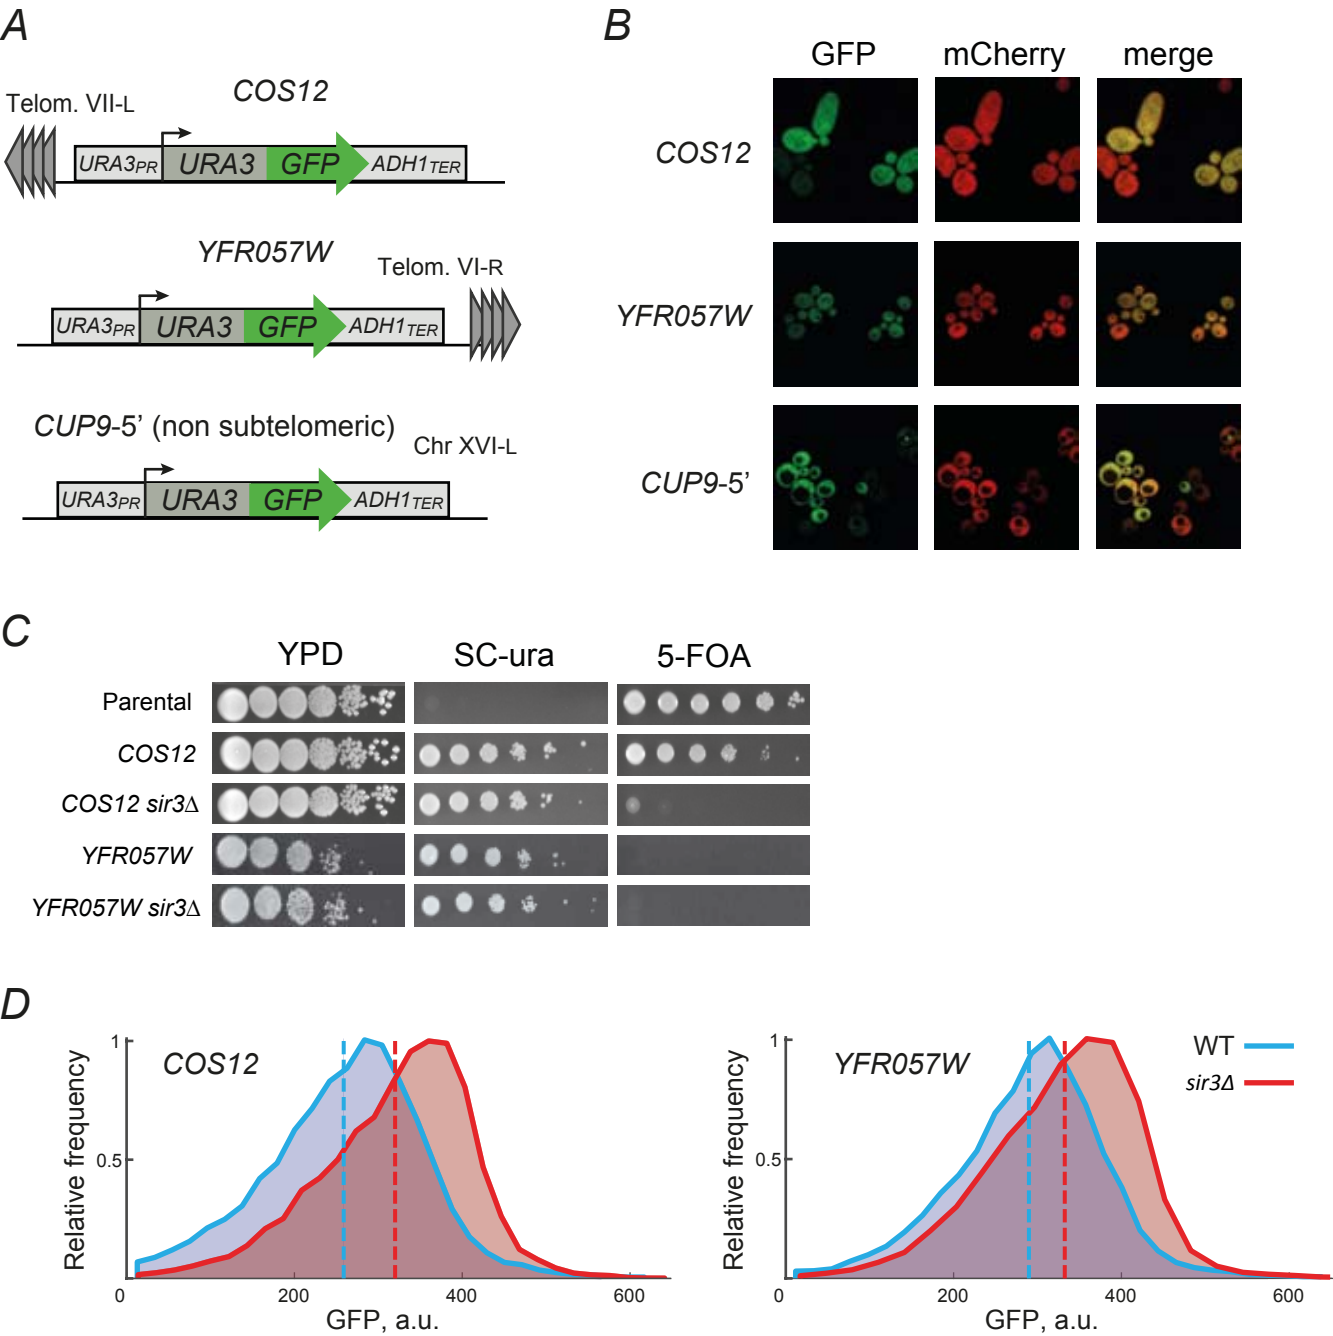 A
COS12
Telom. VII-L
URA3PR URA3 GFP ADH1TER
YFR057W
Telom. VI-R
URA3PR URA3 GFP ADH1TER
CUP9-5’ (non subtelomeric)
Chr XVI-L
URA3PR URA3 GFP ADH1TER
B
GFP mCherry merge
COS12
YFR057W
CUP9-5’
C
YPD SC-ura 5-FOA
Parental
COS12
COS12 sir3Δ
YFR057W
YFR057W sir3Δ
D
COS12
Relative frequency
1
0.5
0 200 400 600
GFP, a.u.
YFR057W
WT
sir3Δ
Relative frequency
1
0.5
0 200 400 600
GFP, a.u.